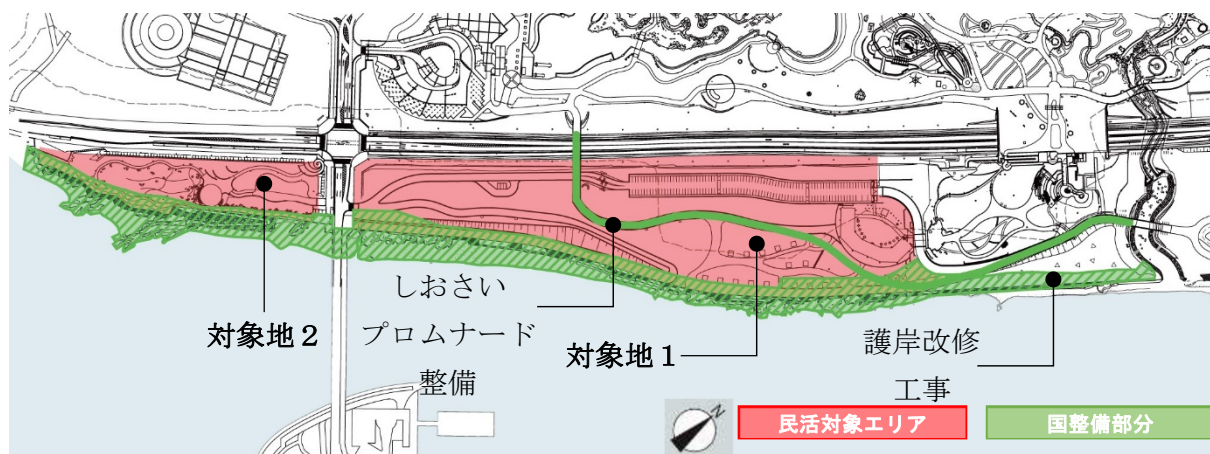 対象地２
しおさい
プロムナード
整備
対象地１
護岸改修
工事
N
民活対象エリア
国整備部分